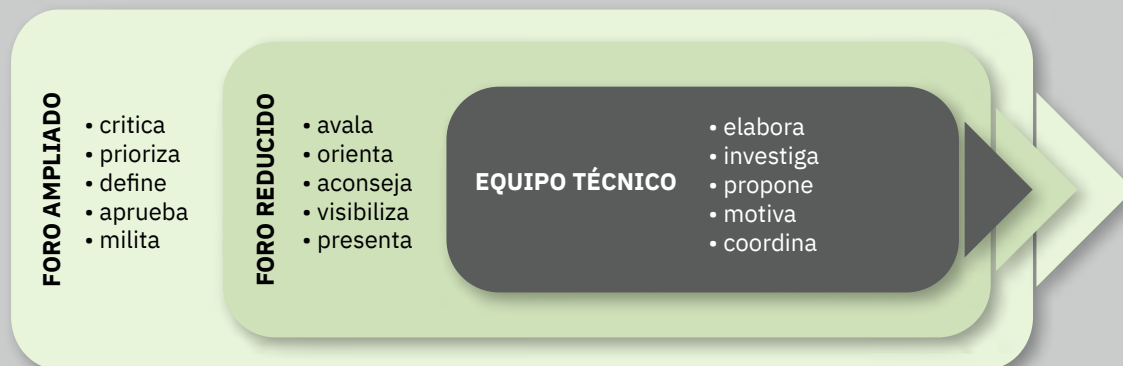 FORO AMPLIADO
• critica
• prioriza
• define
• aprueba
• milita
FORO REDUCIDO
• avala
• orienta
• aconseja
• visibiliza
• presenta
EQUIPO TÉCNICO
• elabora
• investiga
• propone
• motiva
• coordina